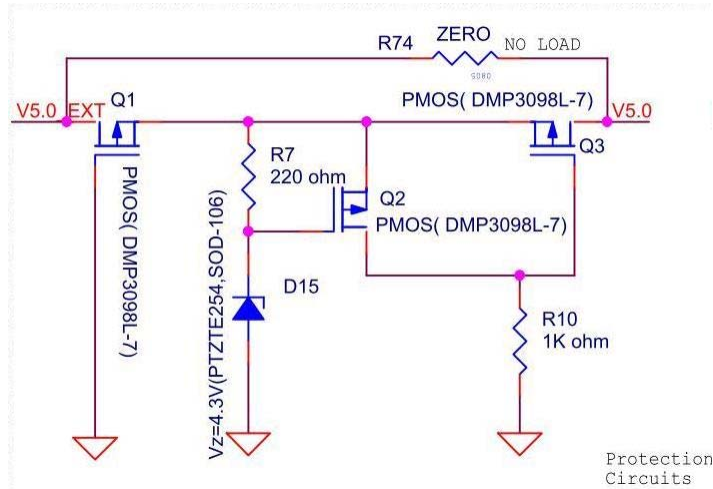 R74 ZERO NO LOAD
V5.0_EXT Q1 PMOS( DMP3098L-7) V5.0
Q3
R7
220 ohm
Q2
PMOS( DMP3098L-7)
PMOS( DMP3098L-7)
Vz=4.3V(PTZTE254,SOD-106)
D15
R10
1K ohm
Protection
Circuits